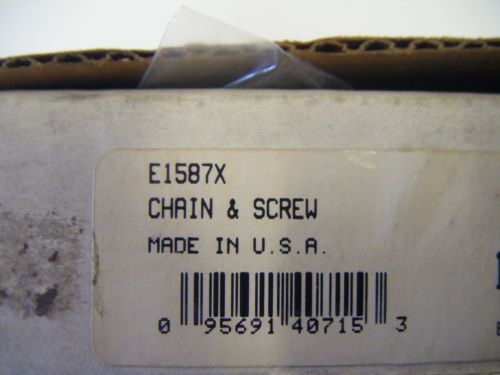 E1587X
CHAIN & SCREW
MADE IN U.S.A.
0 95691 40715 3